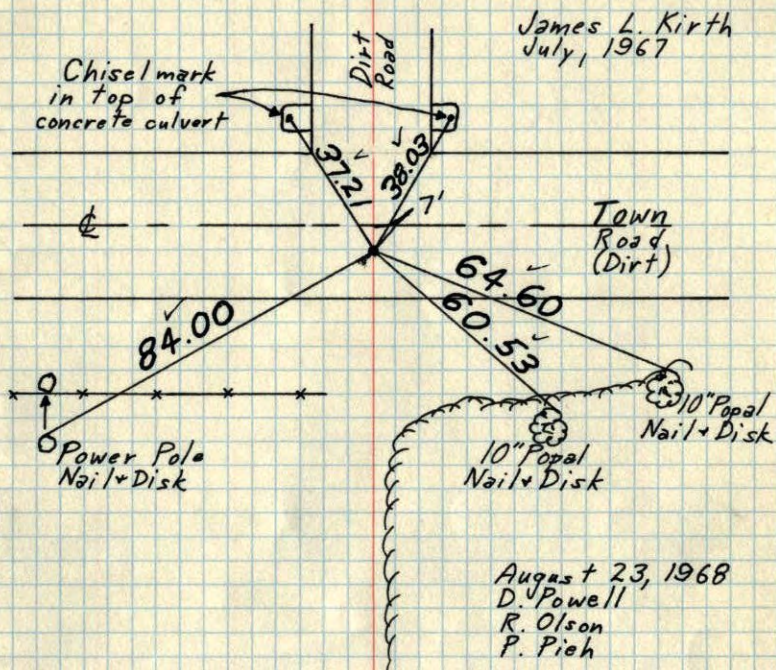 James L. Kirth
July, 1967
Dirt
Road
Chisel mark
in top of
concrete culvert
37.21
38.03
7'
℄
Town
Road
(Dirt)
64.60
60.53
84.00
10" Popal
Nail + Disk
10" Popal
Nail + Disk
Power Pole
Nail + Disk
August 23, 1968
D. Powell
R. Olson
P. Pieh